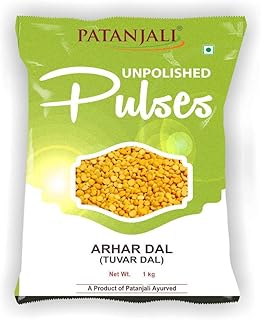 PATANJALI
UNPOLISHED
Pulses
ARHAR DAL
(TUVAR DAL)
Net Wt. 1 kg
A Product of Patanjali Ayurved